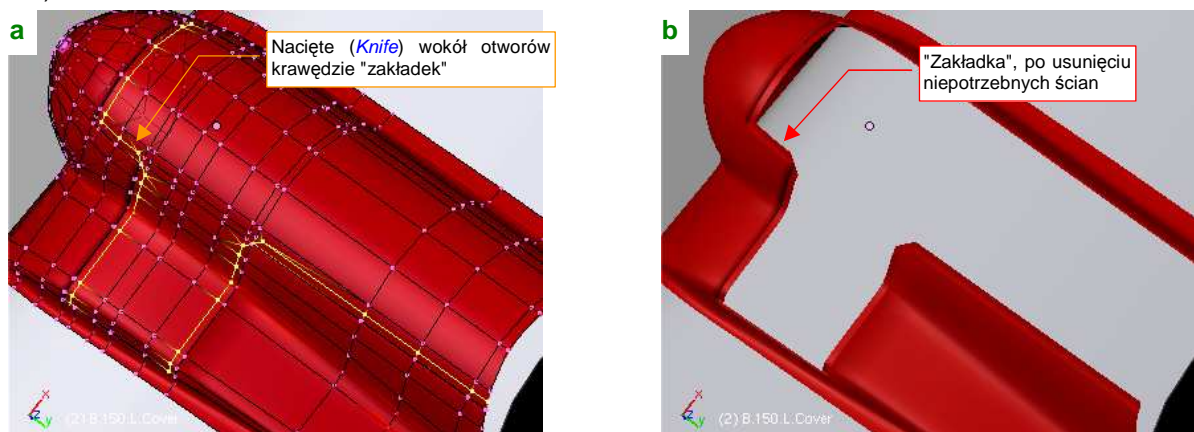 a
Nacięte (Knife) wokół otworów
krawędzie "zakładek"
x
z
y
(2) B.150.L.Cover
b
"Zakładka", po usunięciu
niepotrzebnych ścian
x
z
y
(2) B.150.L.Cover